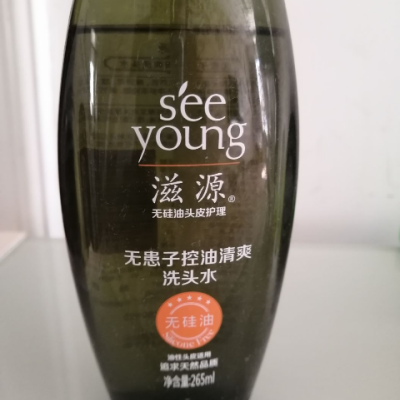 see
young
滋源®
无硅油头皮护理
无患子控油清爽
洗头水
无硅油
Silicone Free
油性头皮适用
追求天然品质
净含量:265ml